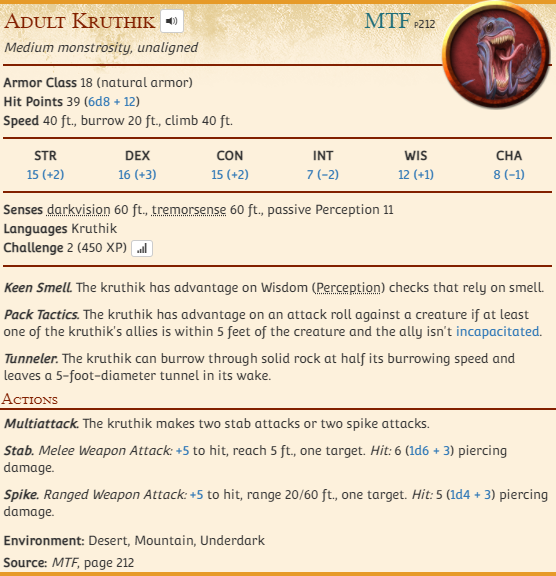 Adult Kruthik MTF p212
Medium monstrosity, unaligned
Armor Class 18 (natural armor)
Hit Points 39 (6d8 + 12)
Speed 40 ft., burrow 20 ft., climb 40 ft.
STR DEX CON INT WIS CHA
15 (+2) 16 (+3) 15 (+2) 7 (−2) 12 (+1) 8 (−1)
Senses darkvision 60 ft., tremorsense 60 ft., passive Perception 11
Languages Kruthik
Challenge 2 (450 XP)
Keen Smell. The kruthik has advantage on Wisdom (Perception) checks that rely on smell.
Pack Tactics. The kruthik has advantage on an attack roll against a creature if at least
one of the kruthik's allies is within 5 feet of the creature and the ally isn't incapacitated.
Tunneler. The kruthik can burrow through solid rock at half its burrowing speed and
leaves a 5-foot-diameter tunnel in its wake.
Actions
Multiattack. The kruthik makes two stab attacks or two spike attacks.
Stab. Melee Weapon Attack: +5 to hit, reach 5 ft., one target. Hit: 6 (1d6 + 3) piercing
damage.
Spike. Ranged Weapon Attack: +5 to hit, range 20/60 ft., one target. Hit: 5 (1d4 + 3) piercing
damage.
Environment: Desert, Mountain, Underdark
Source: MTF, page 212